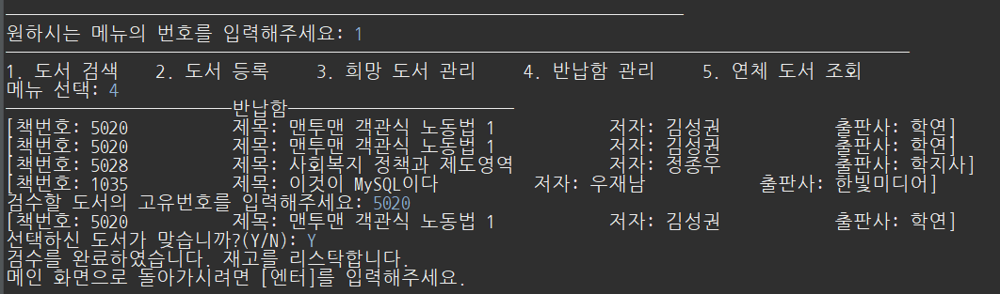 원하시는 메뉴의 번호를 입력해주세요: 1
1. 도서 검색 2. 도서 등록 3. 희망 도서 관리 4. 반납함 관리 5. 연체 도서 조회
메뉴 선택: 4
반납함
[책번호: 5020 제목: 맨투맨 객관식 노동법 1 저자: 김성권 출판사: 학연]
[책번호: 5020 제목: 맨투맨 객관식 노동법 1 저자: 김성권 출판사: 학연]
[책번호: 5028 제목: 사회복지 정책과 제도영역 저자: 정종우 출판사: 학지사]
[책번호: 1035 제목: 이것이 MySQL이다 저자: 우재남 출판사: 한빛미디어]
검수할 도서의 고유번호를 입력해주세요: 5020
[책번호: 5020 제목: 맨투맨 객관식 노동법 1 저자: 김성권 출판사: 학연]
선택하신 도서가 맞습니까?(Y/N): Y
검수를 완료하였습니다. 재고를 리스탁합니다.
메인 화면으로 돌아가시려면 [엔터]를 입력해주세요.